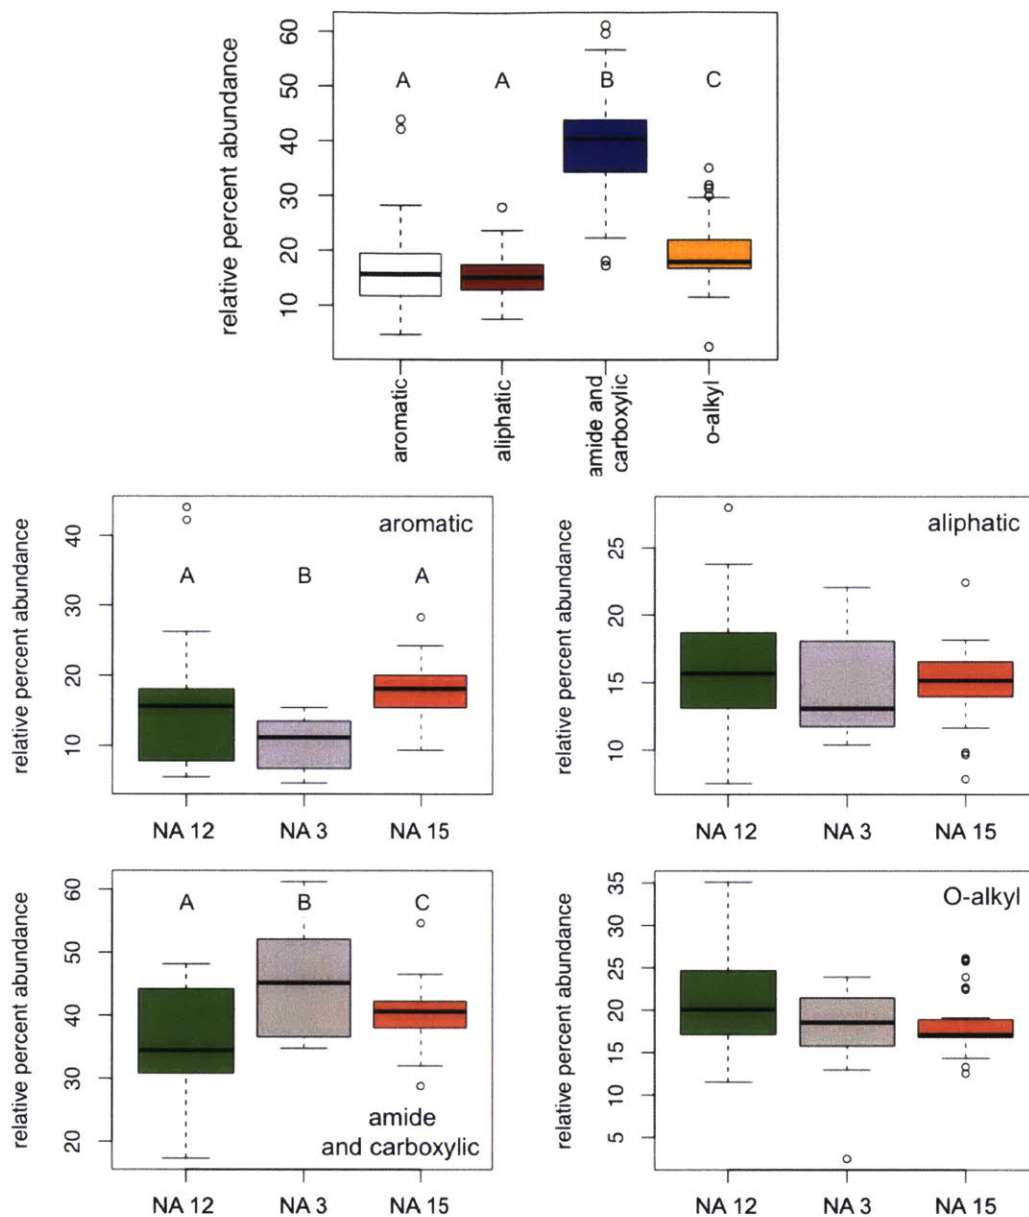 relative percent abundance
60
50
40
30
20
10
A
A
B
C
aromatic
aliphatic
amide and
carboxylic
o-alkyl
relative percent abundance
40
30
20
10
aromatic
A
B
A
NA 12
NA 3
NA 15
relative percent abundance
25
20
15
10
aliphatic
NA 12
NA 3
NA 15
relative percent abundance
60
50
40
30
20
A
B
C
amide
and carboxylic
NA 12
NA 3
NA 15
relative percent abundance
35
30
25
20
15
10
5
O-alkyl
NA 12
NA 3
NA 15